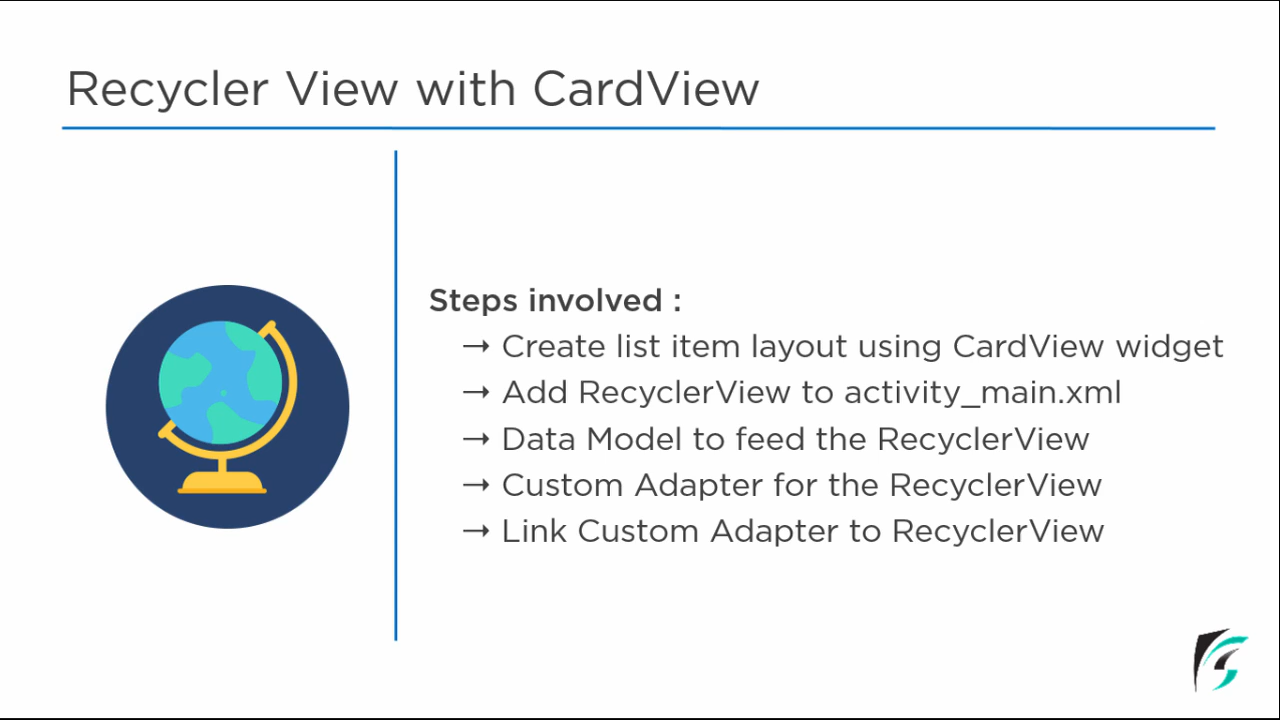 Recycler View with CardView
Steps involved :
→ Create list item layout using CardView widget
→ Add RecyclerView to activity_main.xml
→ Data Model to feed the RecyclerView
→ Custom Adapter for the RecyclerView
→ Link Custom Adapter to RecyclerView